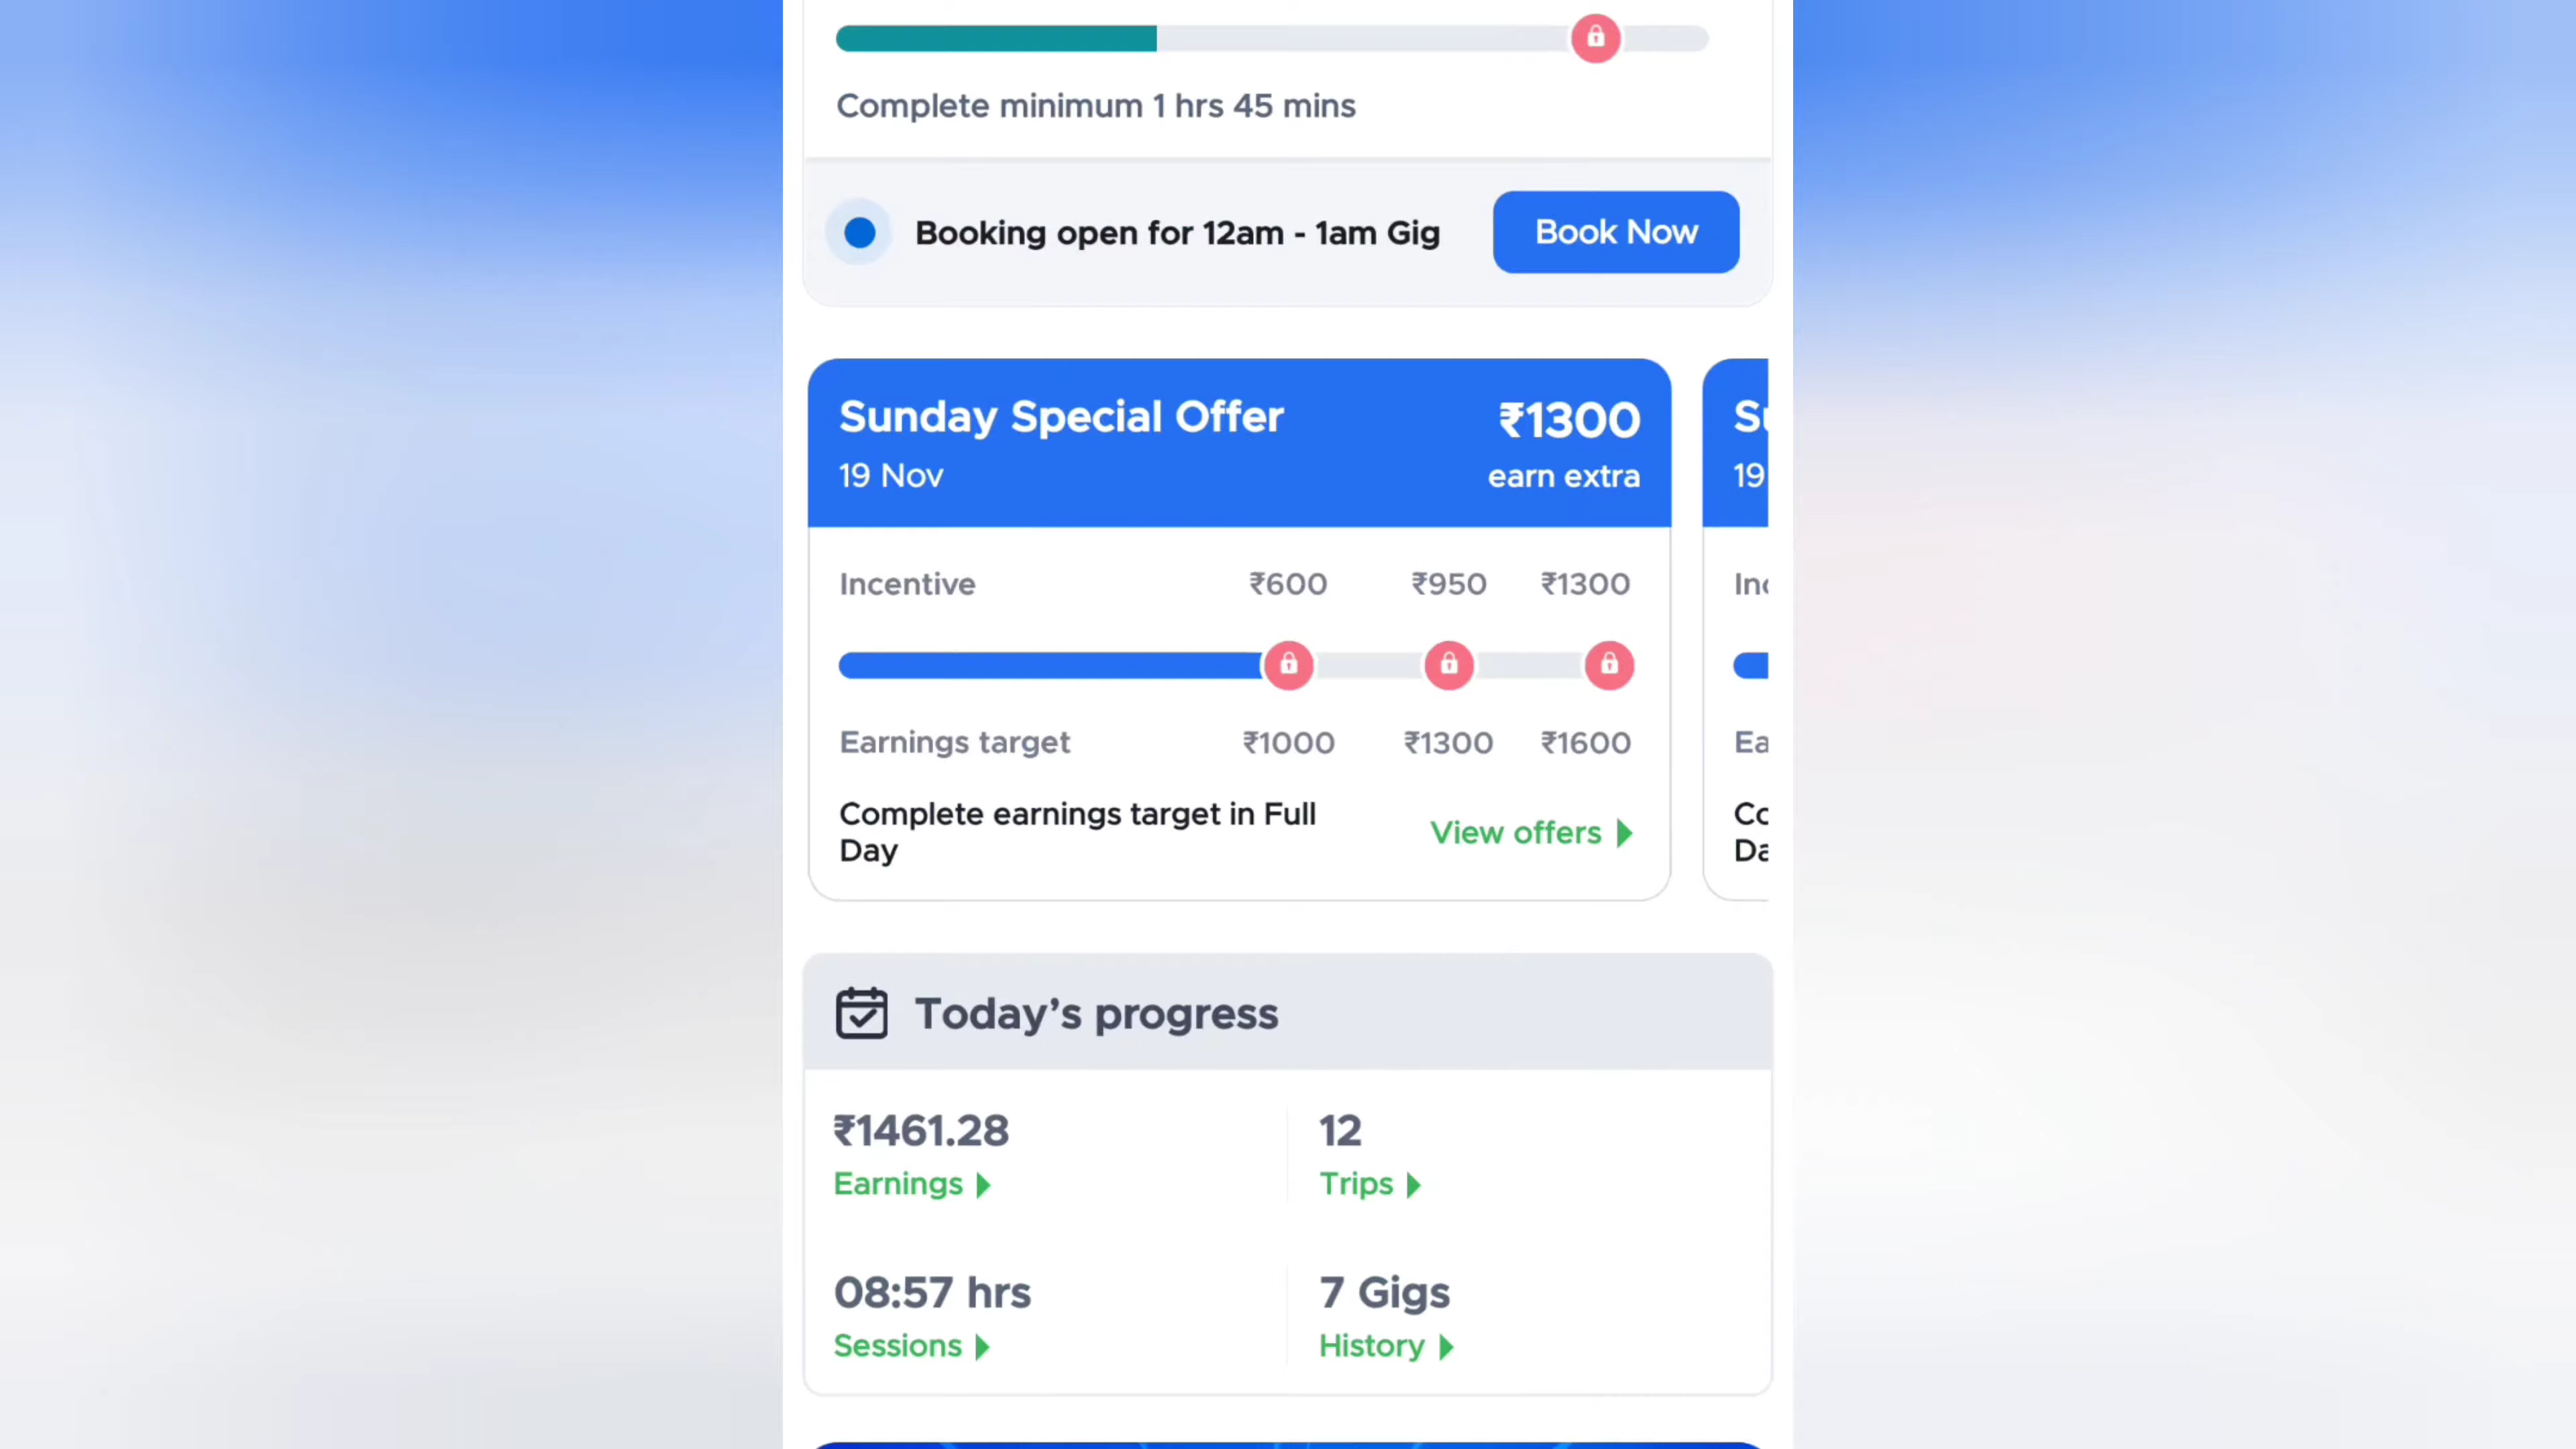 Complete minimum 1 hrs 45 mins
Booking open for 12am - 1am Gig
Book Now
Sunday Special Offer
₹1300
19 Nov
earn extra
Incentive
₹600
₹950
₹1300
Earnings target
₹1000
₹1300
₹1600
Complete earnings target in Full
Day
View offers
19
Today's progress
₹1461.28
12
Earnings
Trips
08:57 hrs
7 Gigs
Sessions
History